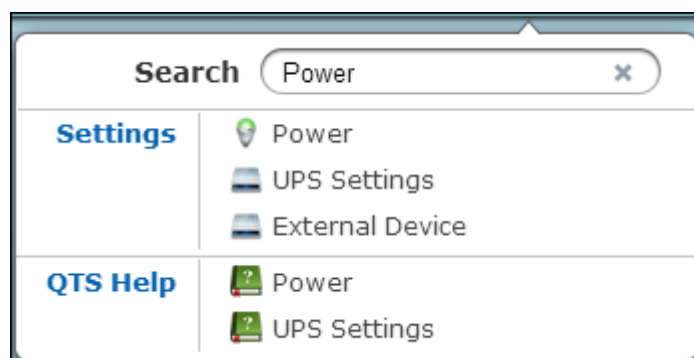 Search Power
Settings Power
UPS Settings
External Device
QTS Help Power
UPS Settings